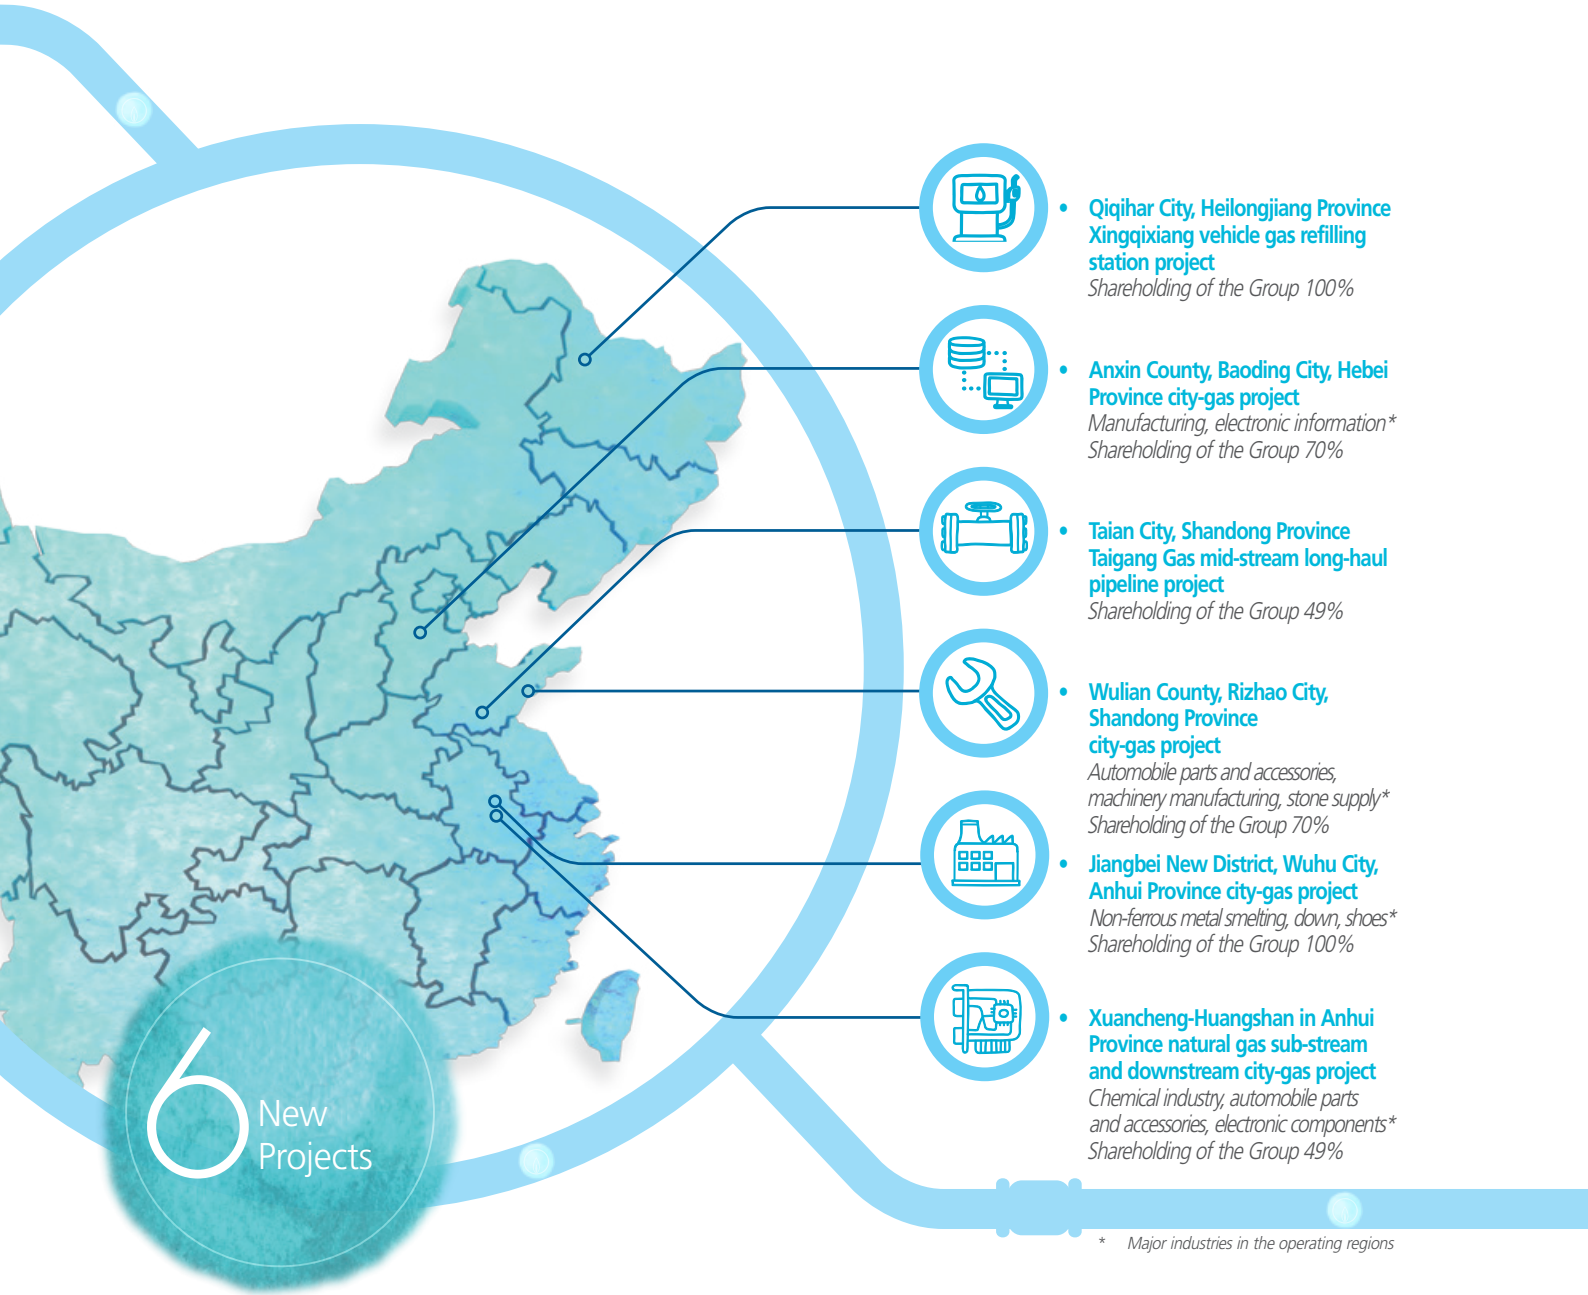 • Qiqihar City, Heilongjiang Province
Xingqixiang vehicle gas refilling
station project
Shareholding of the Group 100%
• Anxin County, Baoding City, Hebei
Province city-gas project
Manufacturing, electronic information*
Shareholding of the Group 70%
• Taian City, Shandong Province
Taigang Gas mid-stream long-haul
pipeline project
Shareholding of the Group 49%
• Wulian County, Rizhao City,
Shandong Province
city-gas project
Automobile parts and accessories,
machinery manufacturing, stone supply*
Shareholding of the Group 70%
• Jiangbei New District, Wuhu City,
Anhui Province city-gas project
Non-ferrous metal smelting, down, shoes*
Shareholding of the Group 100%
• Xuancheng-Huangshan in Anhui
Province natural gas sub-stream
and downstream city-gas project
Chemical industry, automobile parts
and accessories, electronic components*
Shareholding of the Group 49%
6 New
Projects
* Major industries in the operating regions